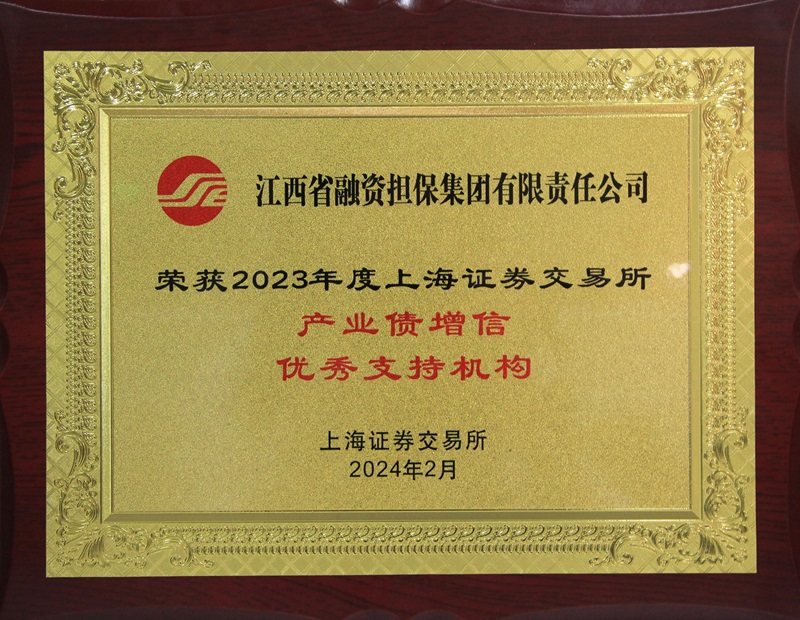 江西省融资担保集团有限责任公司
荣获2023年度上海证券交易所
产业债增信
优秀支持机构
上海证券交易所
2024年2月